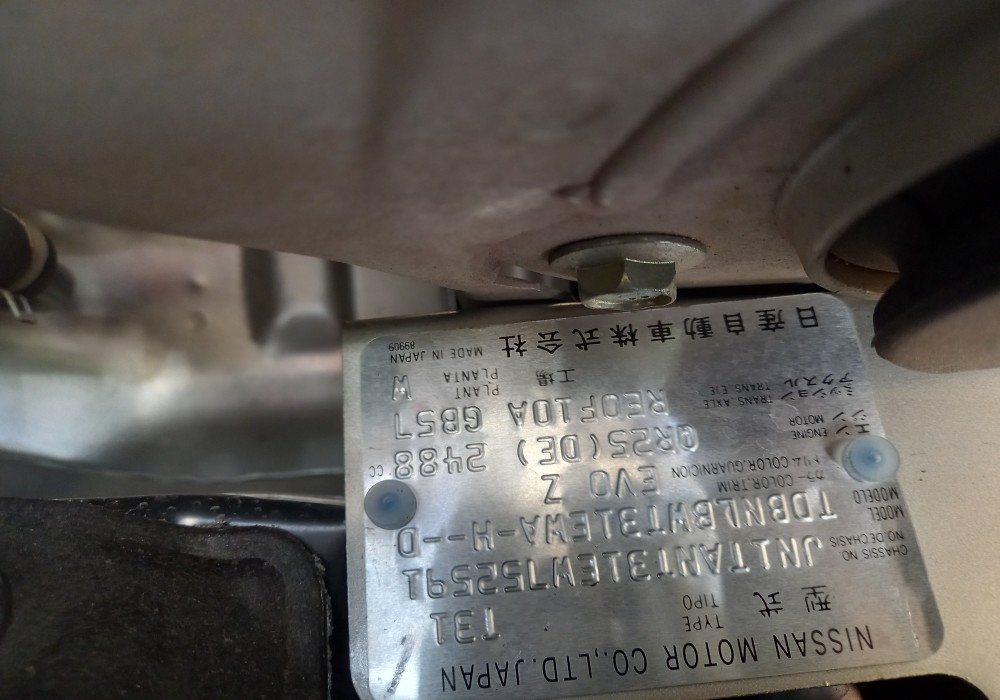 NISSAN MOTOR CO.,LTD.JAPAN
型式 TYPE T31
TIPO
CHASSIS NO. JN1TANT31EW752591
NO.DE CHASIS
MODEL TDBNLBWT31EWA-H--D
MODELO
カラー COLOR.TRIM EV0 Z
トリム COLOR.GUARNICION
エンジン ENGINE QR25(DE) 2488 CC
MOTOR
ミッション TRANS AXLE RE0F10A GB57
アクスル TRANS EJE
工場 PLANT W
PLANTA
日産自動車株式会社 MADE IN JAPAN
89909